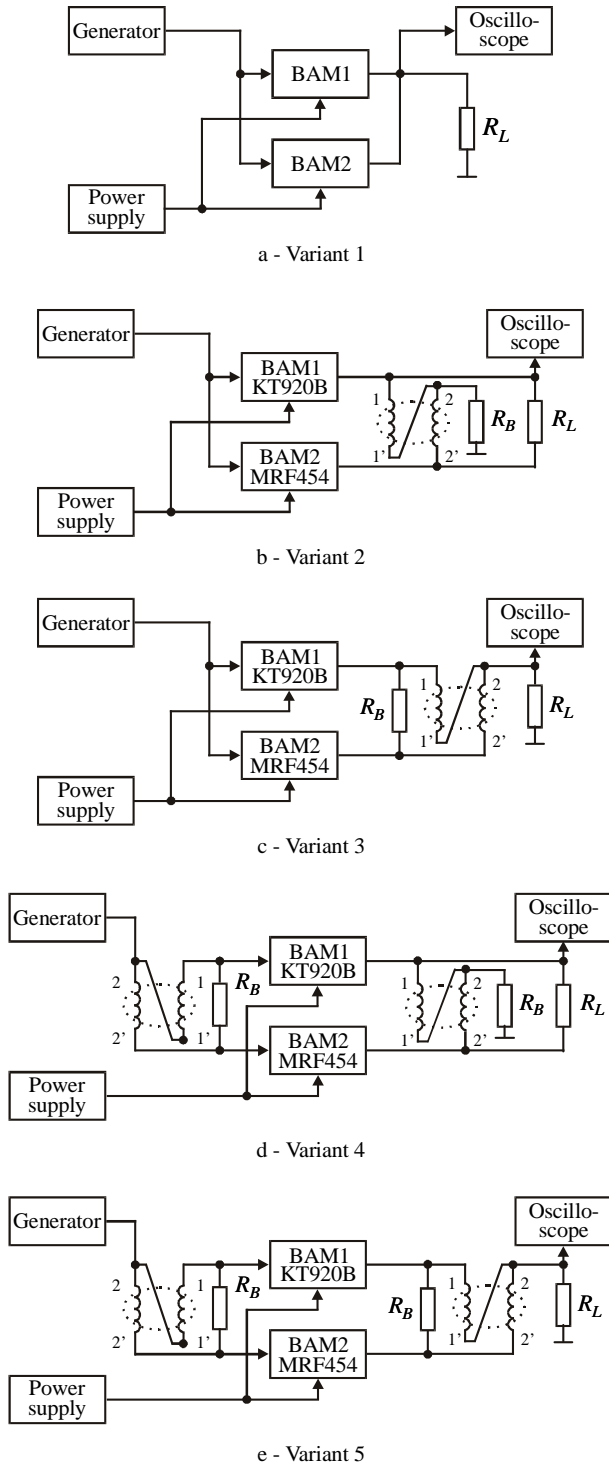 Generator
Oscillo-
scope
BAM1
R_L
BAM2
Power
supply
a - Variant 1
Generator
Oscillo-
scope
BAM1
KT920B
1 2
R_B R_L
1' 2'
BAM2
MRF454
Power
supply
b - Variant 2
Generator
Oscillo-
scope
BAM1
KT920B
1 2
R_B R_L
1' 2'
BAM2
MRF454
Power
supply
c - Variant 3
Generator
Oscillo-
scope
BAM1
KT920B
2 1 R_B
1 2
R_B R_L
2' 1'
1' 2'
BAM2
MRF454
Power
supply
d - Variant 4
Generator
Oscillo-
scope
BAM1
KT920B
2 1 R_B
R_B 1 2
R_L
2' 1'
1' 2'
BAM2
MRF454
Power
supply
e - Variant 5